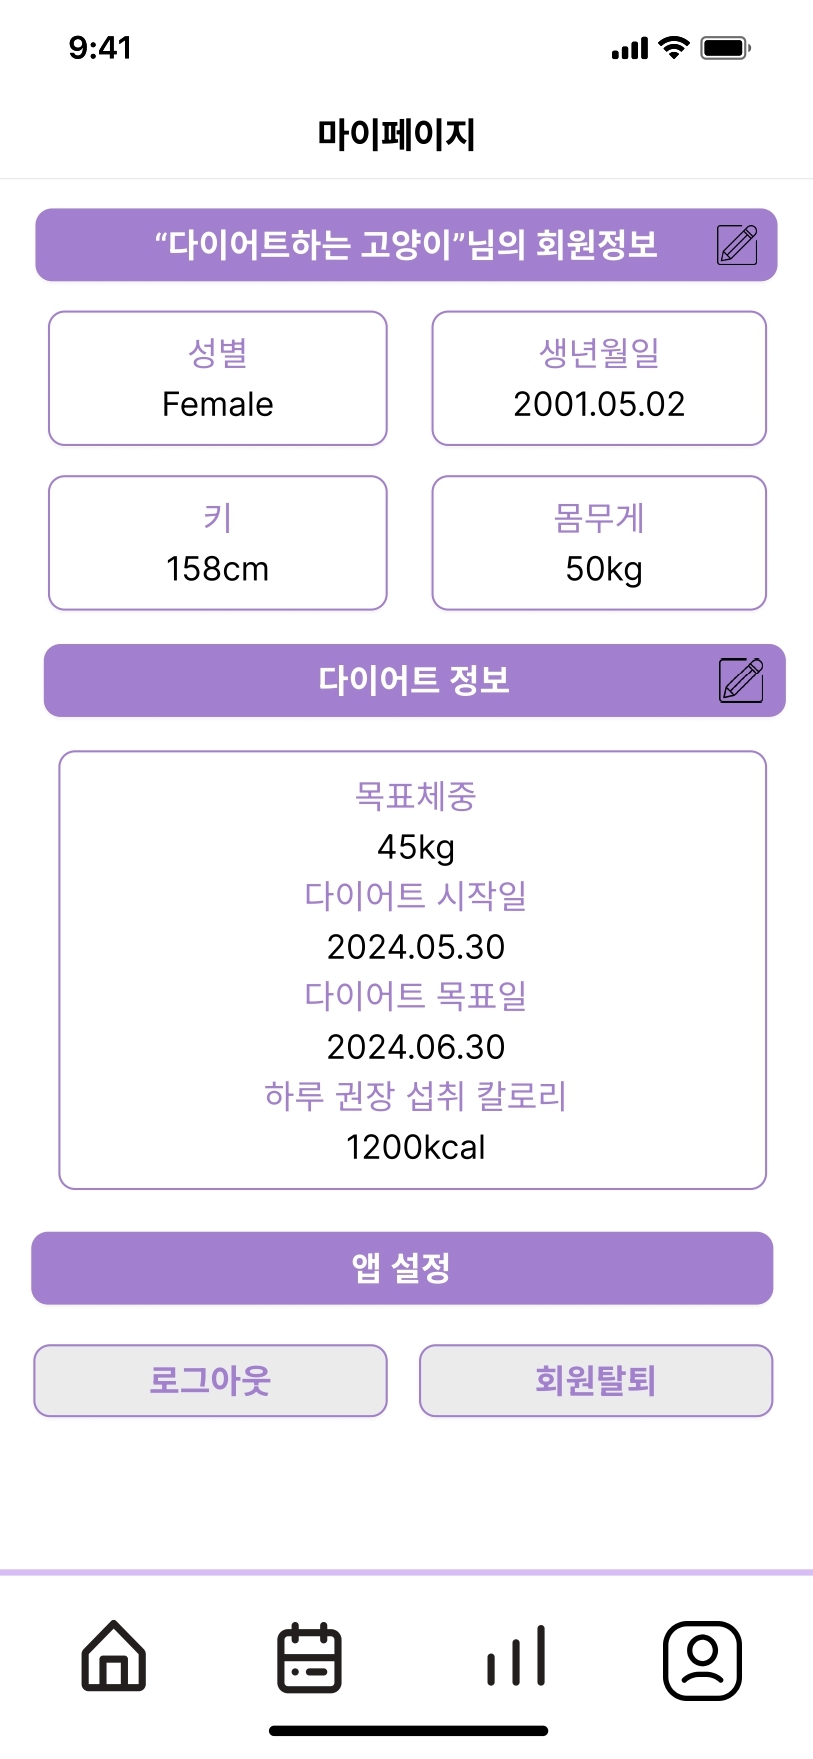 9:41
마이페이지
“다이어트하는 고양이”님의 회원정보
성별
Female
생년월일
2001.05.02
키
158cm
몸무게
50kg
다이어트 정보
목표체중
45kg
다이어트 시작일
2024.05.30
다이어트 목표일
2024.06.30
하루 권장 섭취 칼로리
1200kcal
앱 설정
로그아웃
회원탈퇴